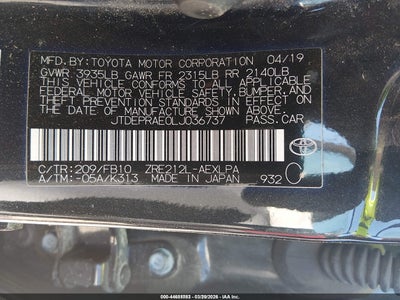 MFD. BY: TOYOTA MOTOR CORPORATION 04/19
GVWR 3935LB GAWR FR 2315LB RR 2140LB
THIS VEHICLE CONFORMS TO ALL APPLICABLE
FEDERAL MOTOR VEHICLE SAFETY, BUMPER, AND
THEFT PREVENTION STANDARDS IN EFFECT ON
THE DATE OF MANUFACTURE SHOWN ABOVE.
JTDEPRAE0LJ036737 PASS.CAR
C/TR: 209/FB10 ZRE212L-AEXLPA
A/TM: -05A/K313 MADE IN JAPAN 932 C
TOYOTA
000-44688593 - 03/20/2026 - IAA Inc.